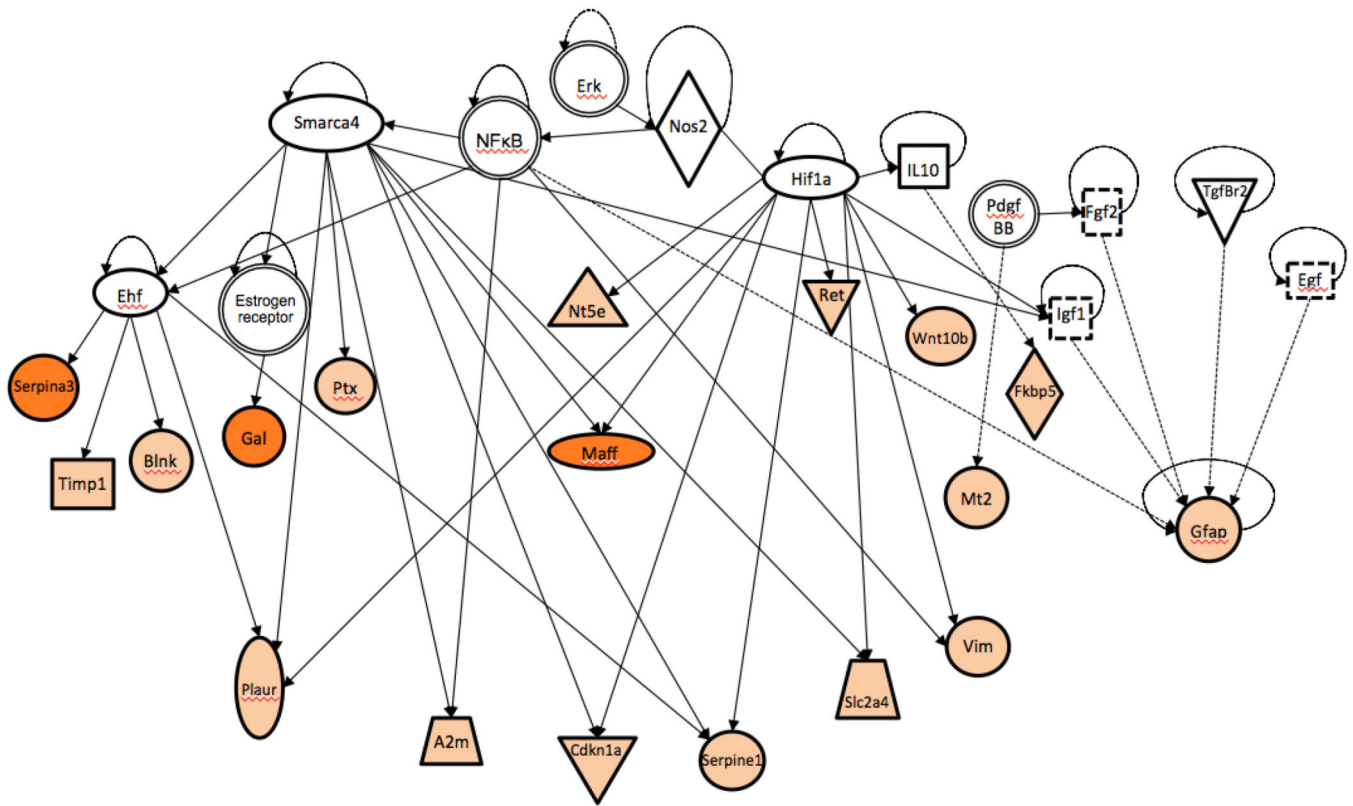 Erk
Smarca4
Nos2
NFκB
IL10
Hif1a
TgfBr2
Pdgf
BB
Fgf2
Egf
Ehf
Estrogen
receptor
Nt5e
Ret
Igf1
Wnt10b
Serpina3
Ptx
Fkbp5
Gal
Maff
Blnk
Timp1
Mt2
Gfap
Vim
Plaur
Slc2a4
A2m
Cdkn1a
Serpine1